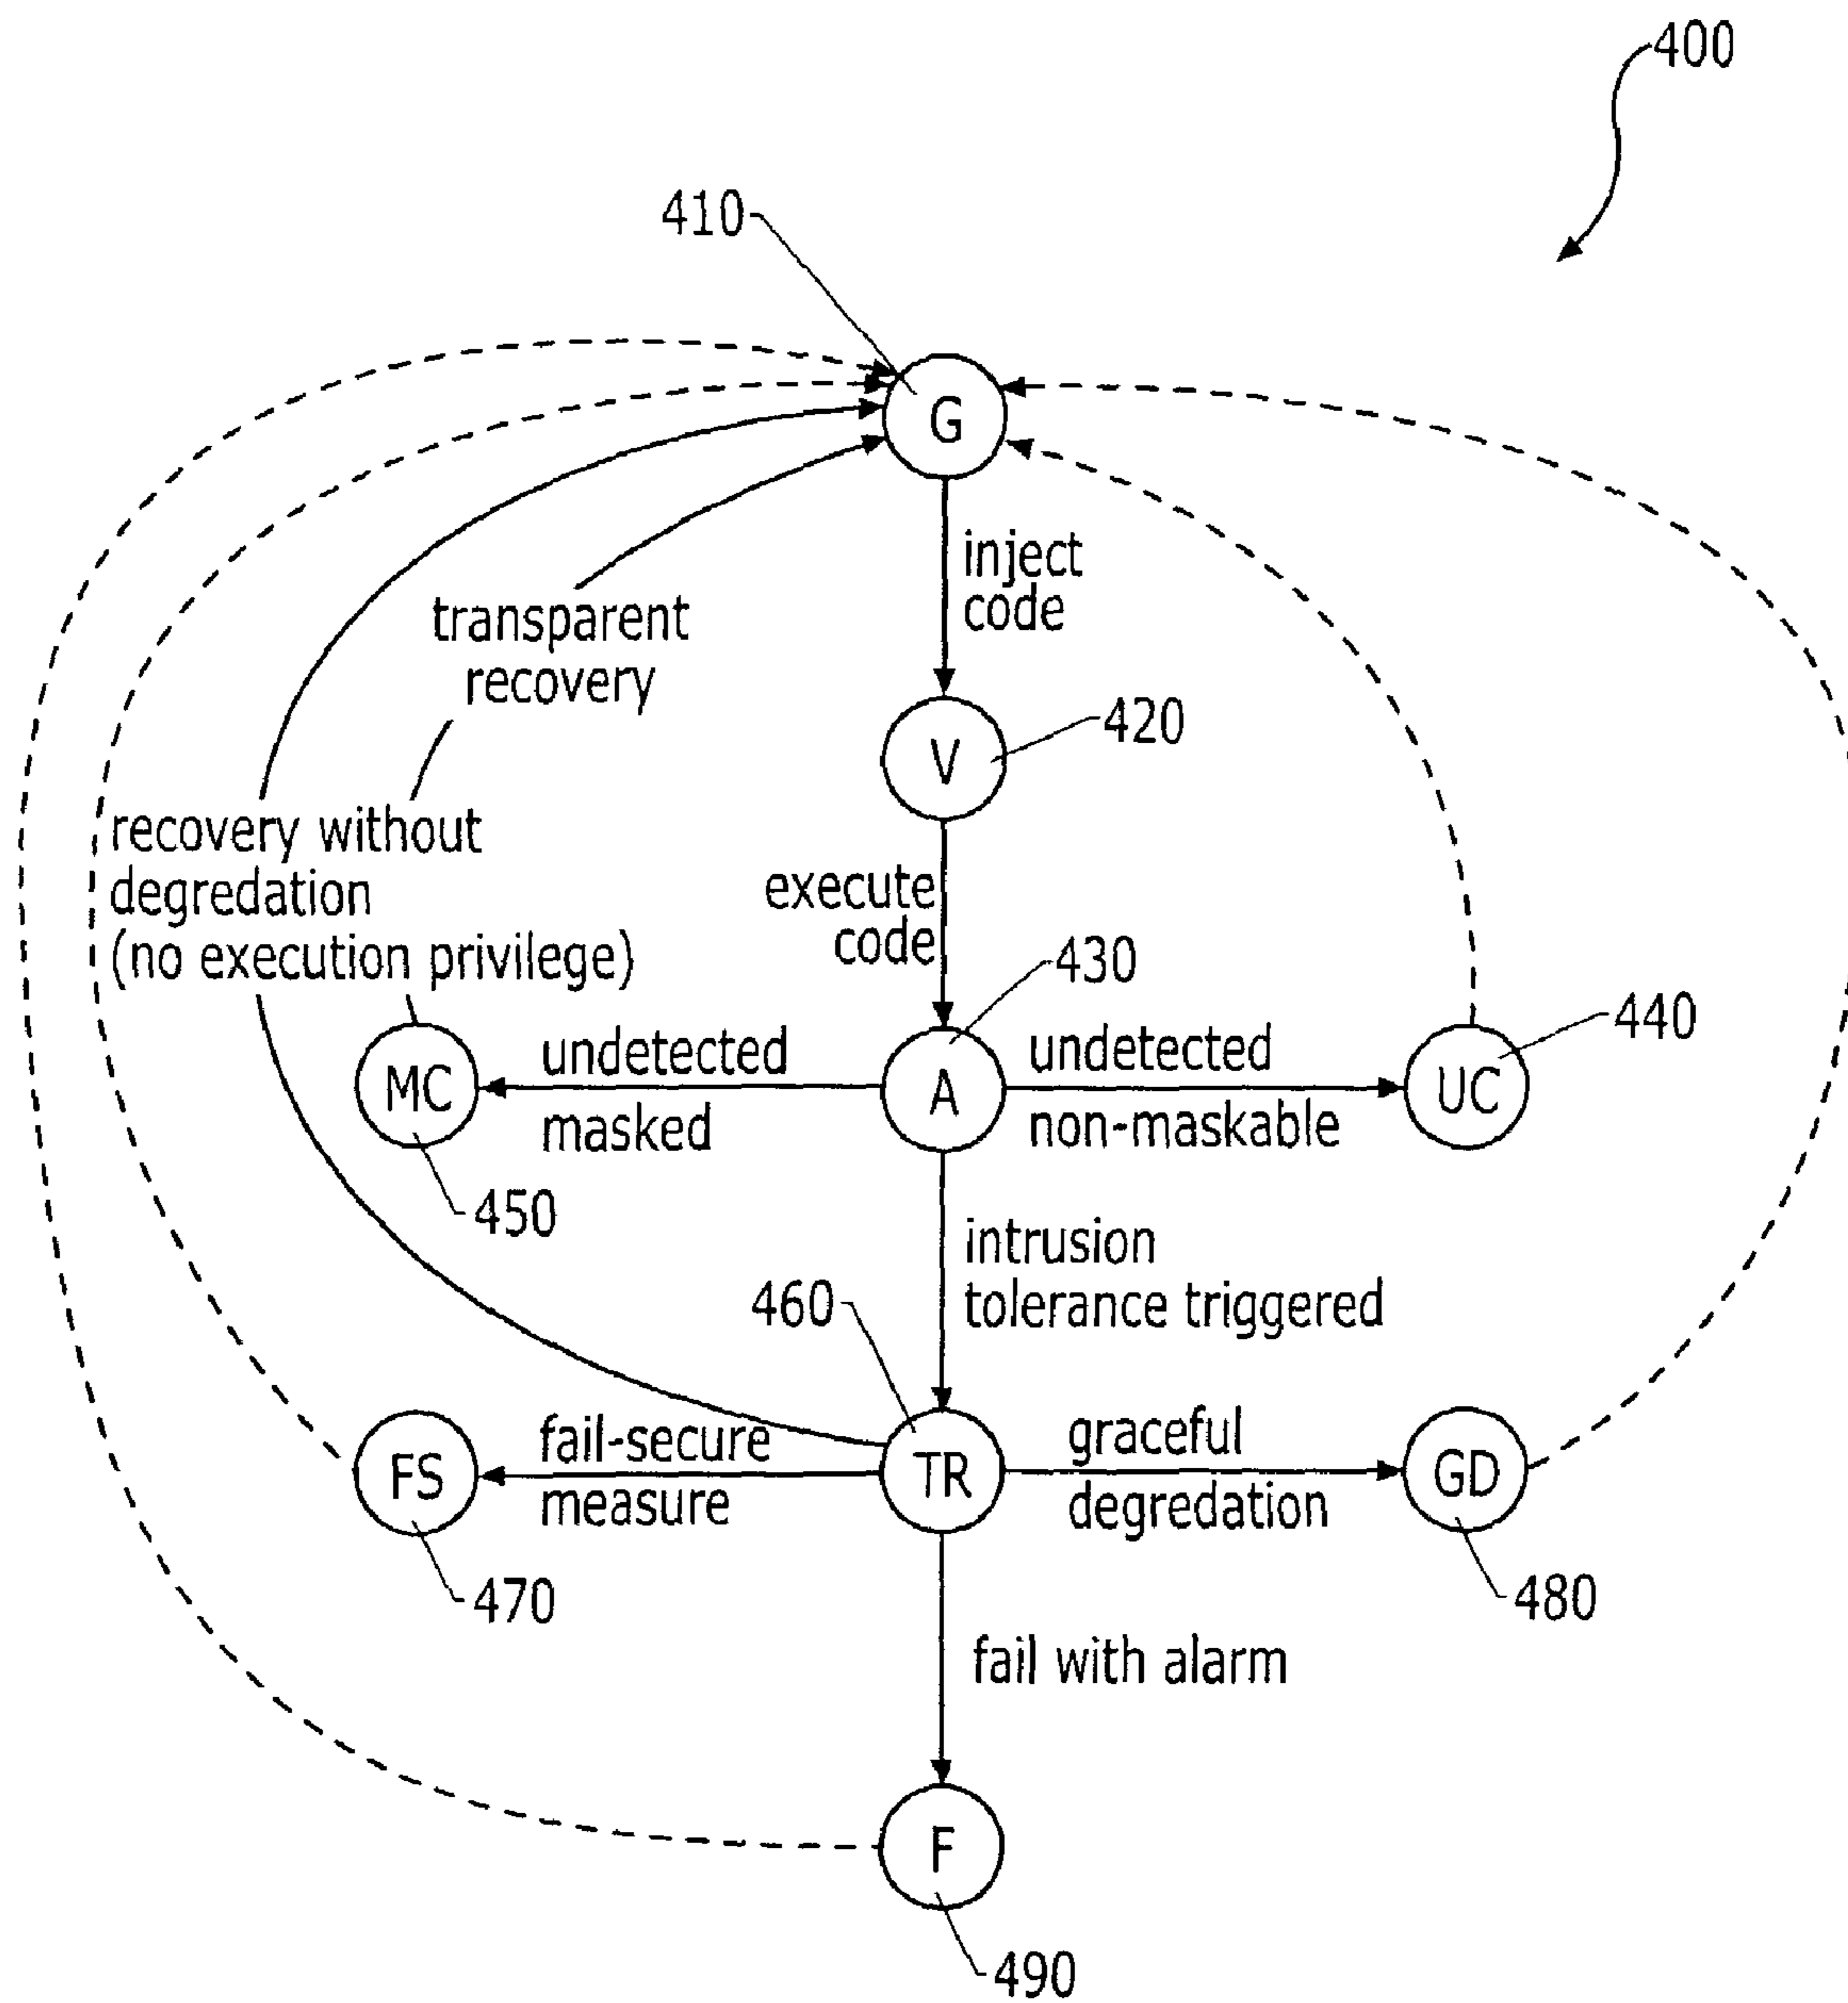 400
410
G
inject
code
transparent
recovery
420
V
recovery without
degredation
(no execution privilege)
execute
code
430
440
undetected
masked
MC
A
undetected
non-maskable
UC
450
intrusion
tolerance triggered
460
fail-secure
measure
FS
TR
graceful
degredation
GD
470
480
fail with alarm
F
490